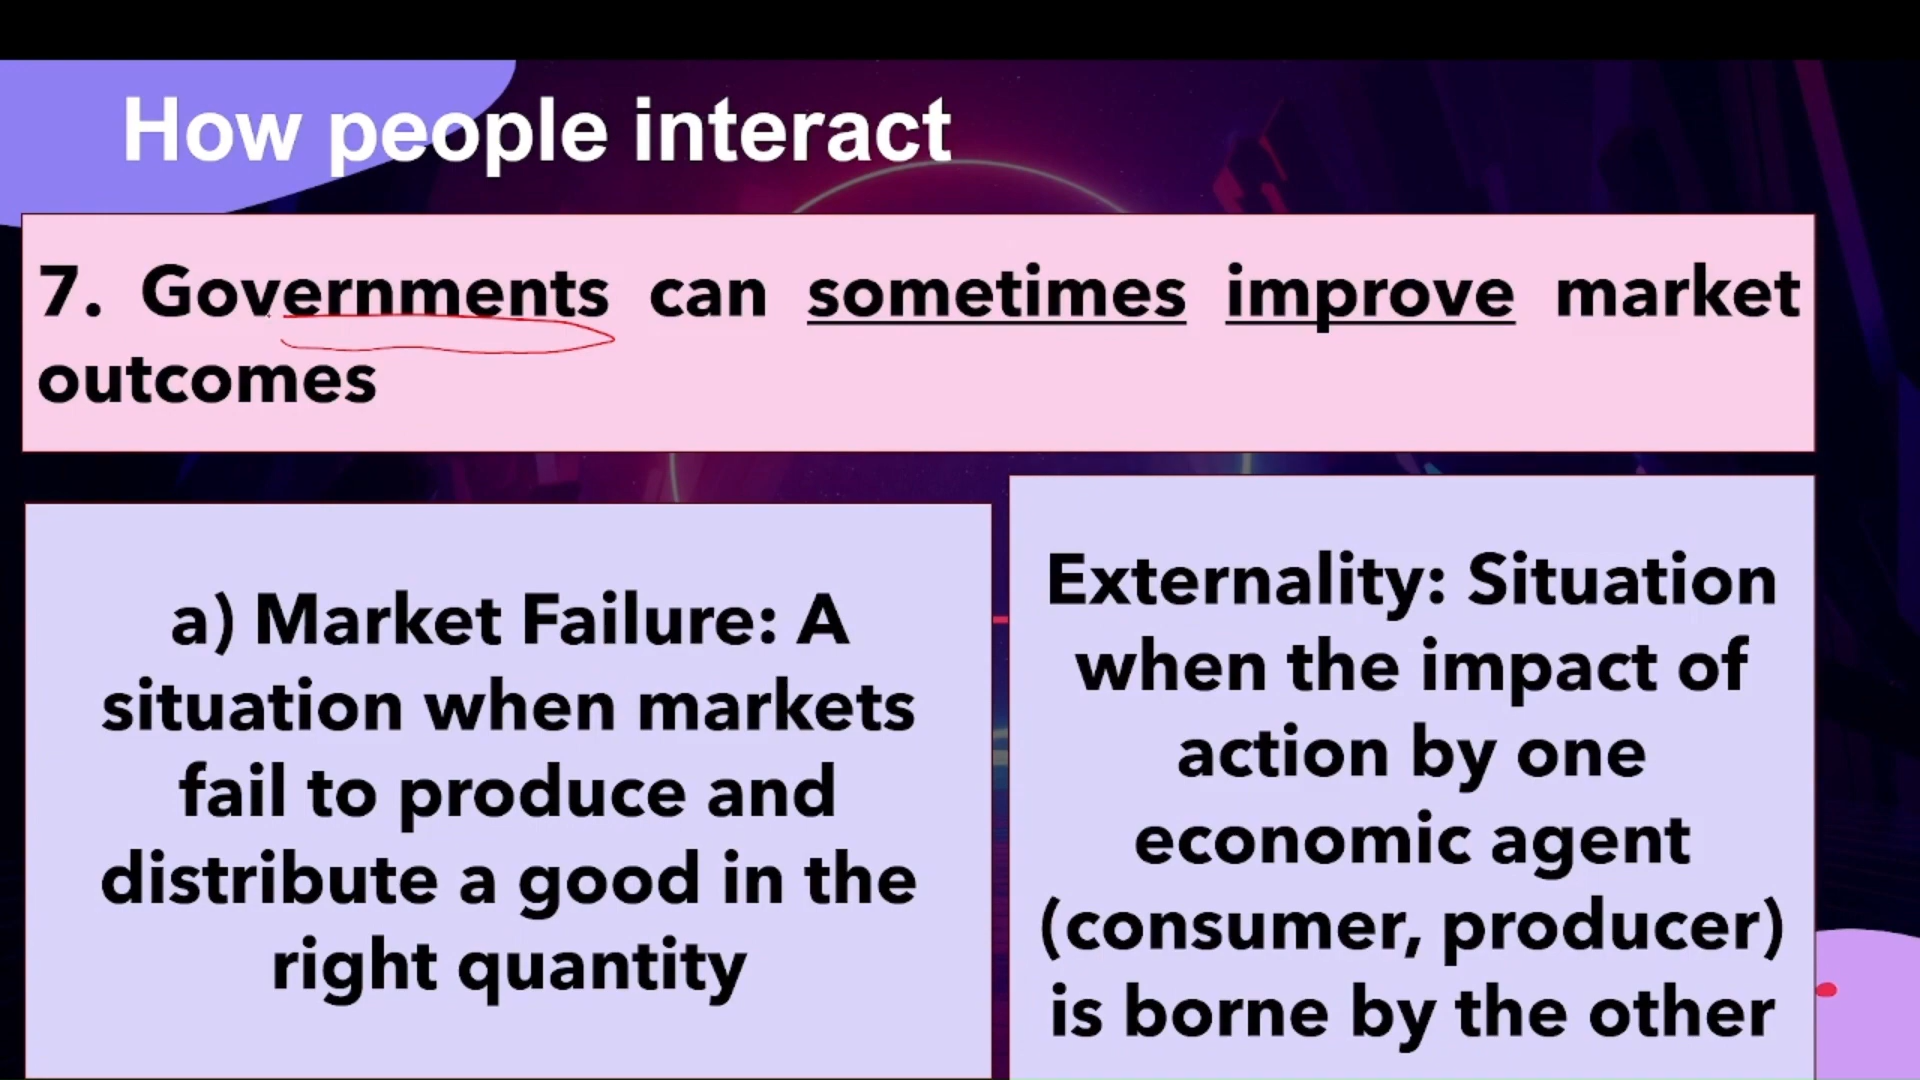 How people interact
7. Governments can sometimes improve market
outcomes
a) Market Failure: A
situation when markets
fail to produce and
distribute a good in the
right quantity
Externality: Situation
when the impact of
action by one
economic agent
(consumer, producer)
is borne by the other